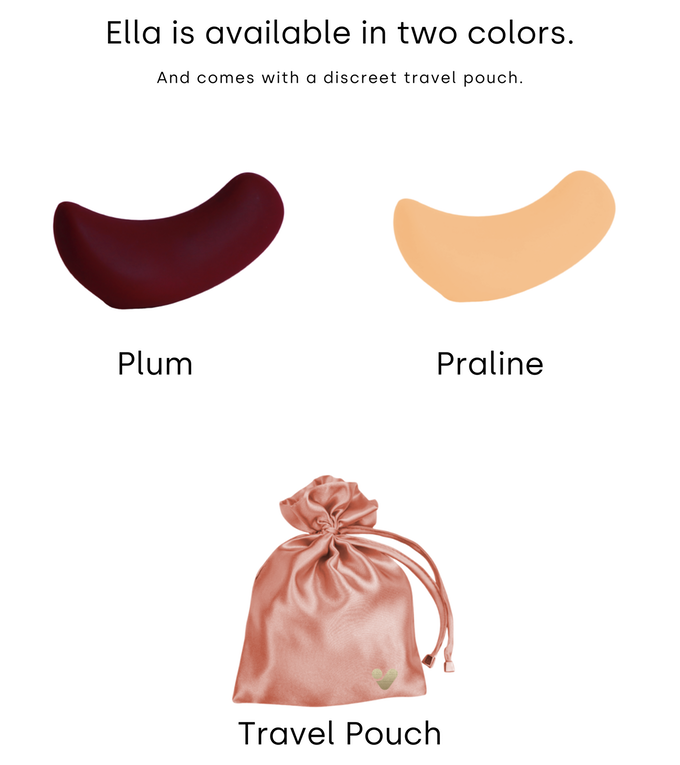 Ella is available in two colors.
And comes with a discreet travel pouch.
Plum
Praline
Travel Pouch